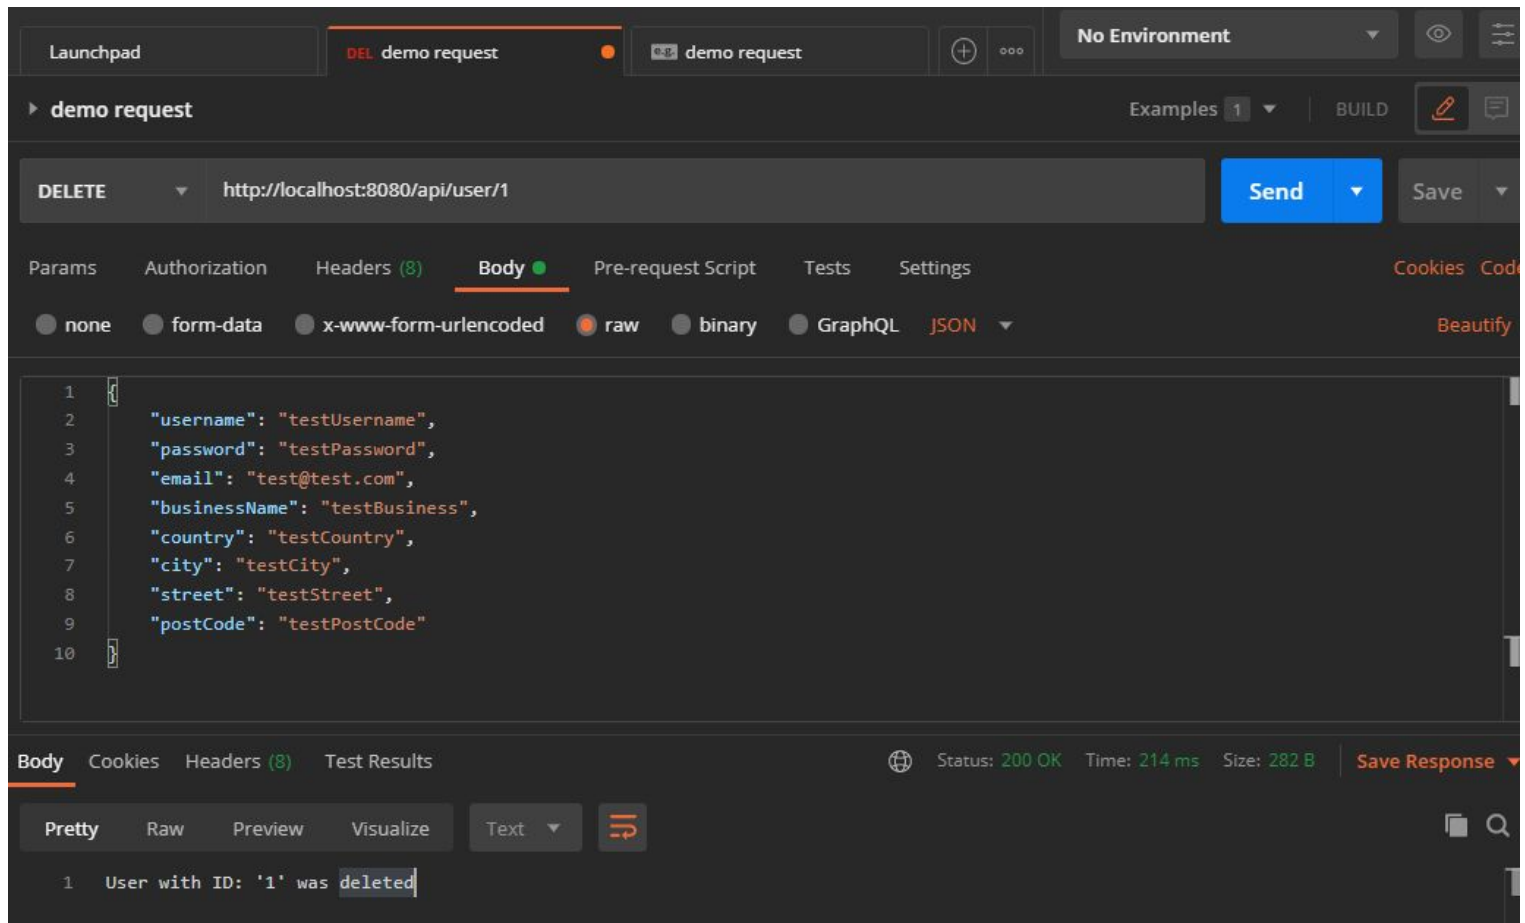 Launchpad DEL demo request e.g. demo request ooo No Environment
demo request Examples 1 BUILD
DELETE http://localhost:8080/api/user/1 Send Save
Params Authorization Headers (8) Body Pre-request Script Tests Settings Cookies Code
none form-data x-www-form-urlencoded raw binary GraphQL JSON Beautify
1 {
2 "username": "testUsername",
3 "password": "testPassword",
4 "email": "test@test.com",
5 "businessName": "testBusiness",
6 "country": "testCountry",
7 "city": "testCity",
8 "street": "testStreet",
9 "postCode": "testPostCode"
10 }
Body Cookies Headers (8) Test Results Status: 200 OK Time: 214 ms Size: 282 B Save Response
Pretty Raw Preview Visualize Text
1 User with ID: '1' was deleted